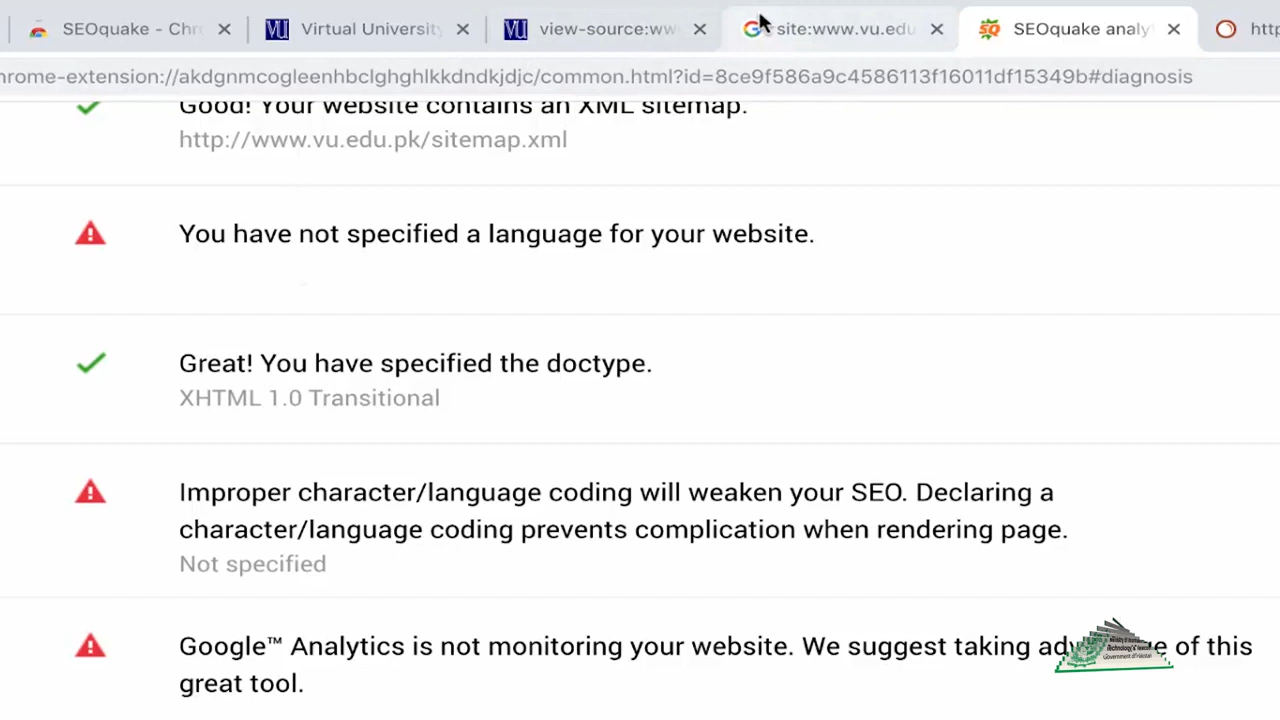 SEOquake - Chr
Virtual University
view-source:ww
site:www.vu.edu
SEOquake analy
http
hrome-extension://akdgnmcogleenhbclghghlkkdndkjdjc/common.html?id=8ce9f586a9c4586113f16011df15349b#diagnosis
Good! Your website contains an XML sitemap.
http://www.vu.edu.pk/sitemap.xml
You have not specified a language for your website.
Great! You have specified the doctype.
XHTML 1.0 Transitional
Improper character/language coding will weaken your SEO. Declaring a
character/language coding prevents complication when rendering page.
Not specified
Google™ Analytics is not monitoring your website. We suggest taking of this
great tool.
Government of Pakistan